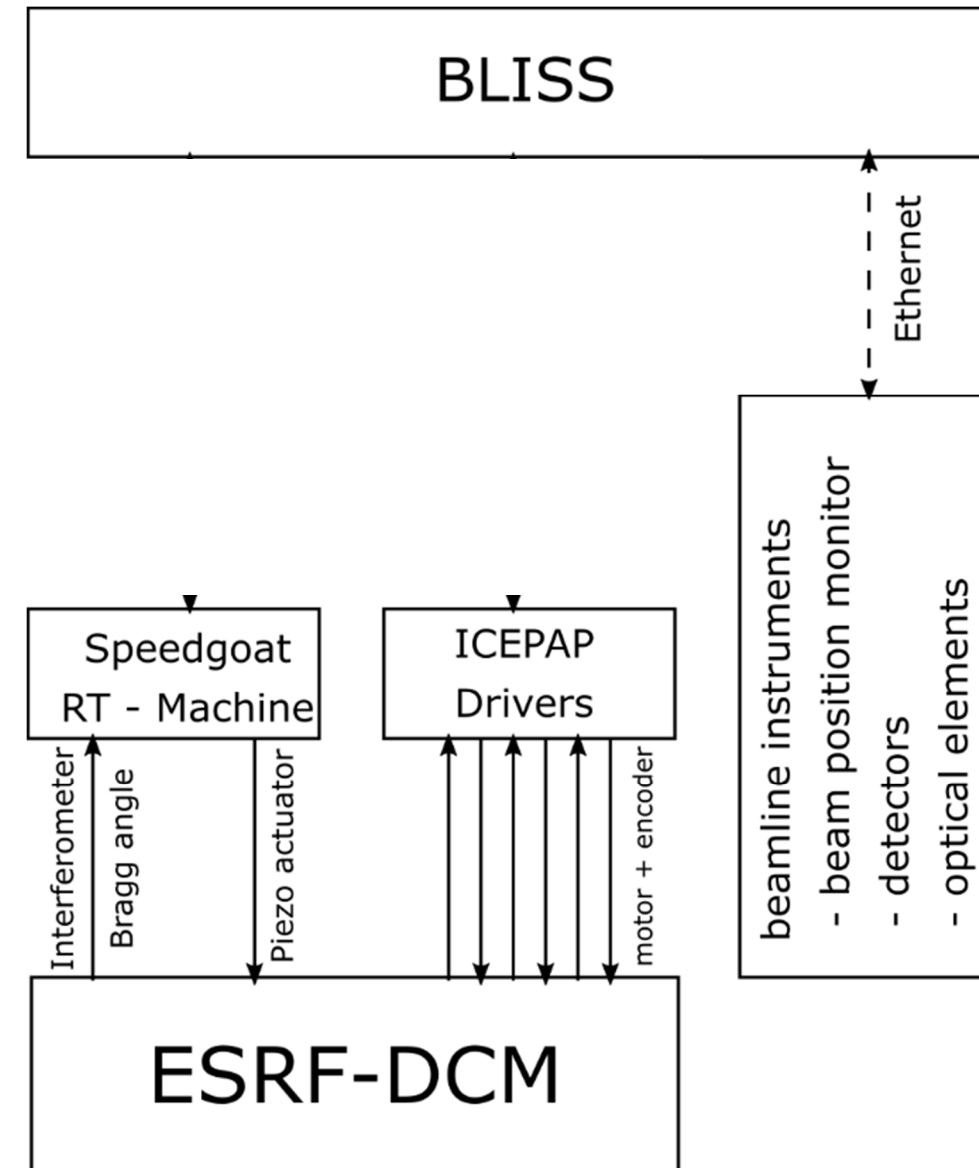 BLISS
Ethernet
Speedgoat
RT - Machine
ICEPAP
Drivers
beamline instruments
- beam position monitor
- detectors
- optical elements
Interferometer
Bragg angle
Piezo actuator
motor + encoder
ESRF-DCM